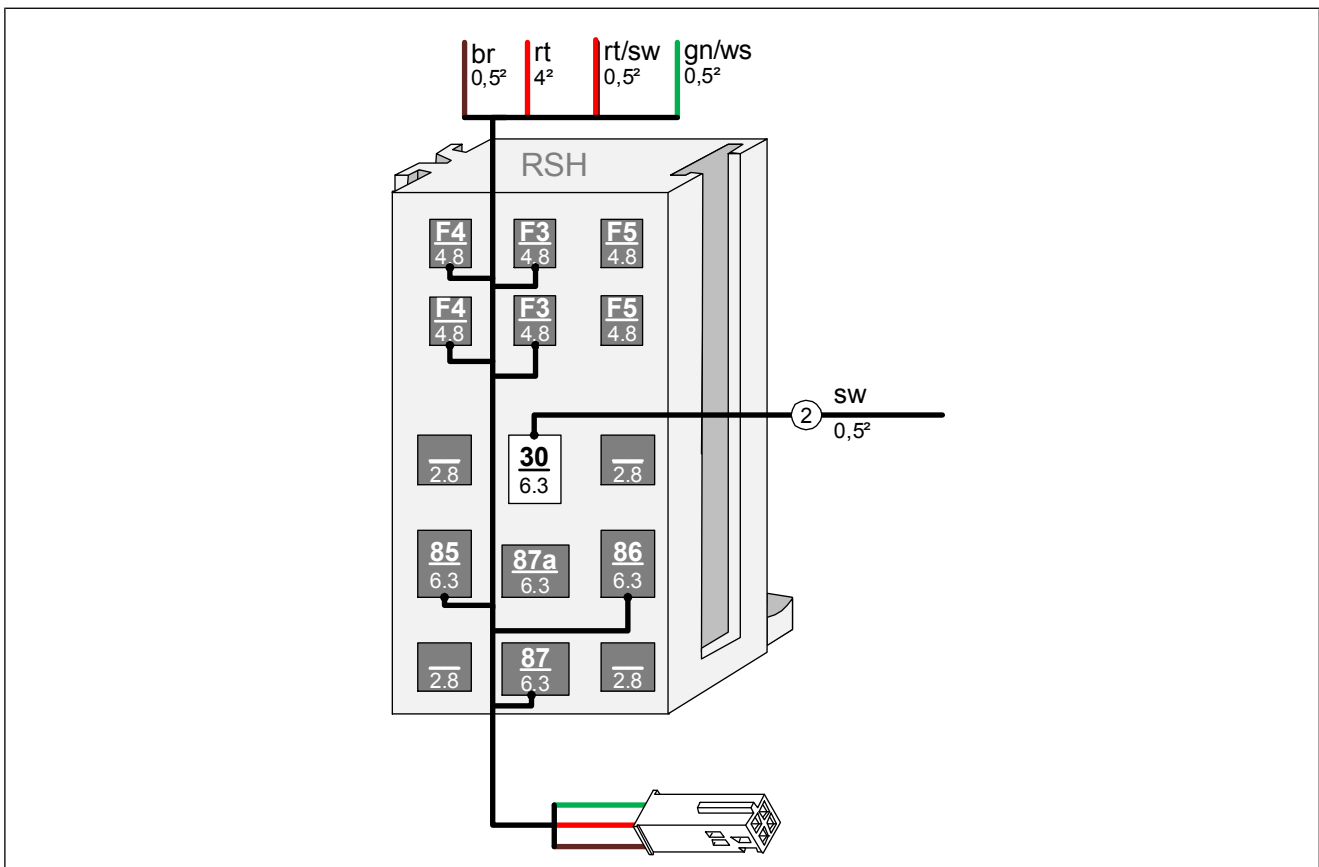 br rt rt/sw gn/ws
0,5² 4² 0,5² 0,5²
RSH
F4 F3 F5
4.8 4.8 4.8
F4 F3 F5
4.8 4.8 4.8
2 sw
0,5²
30
2.8 6.3 2.8
85 87a 86
6.3 6.3 6.3
87
2.8 6.3 2.8